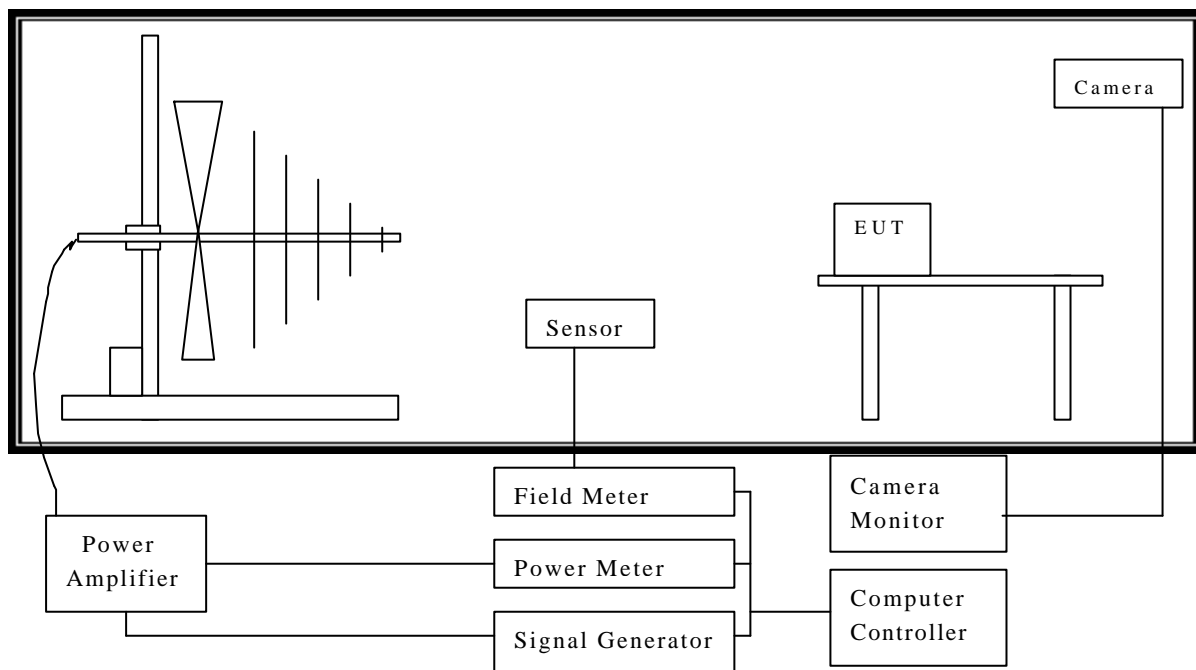 Camera
EUT
Sensor
Field Meter
Camera
Monitor
Power
Amplifier
Power Meter
Computer
Controller
Signal Generator